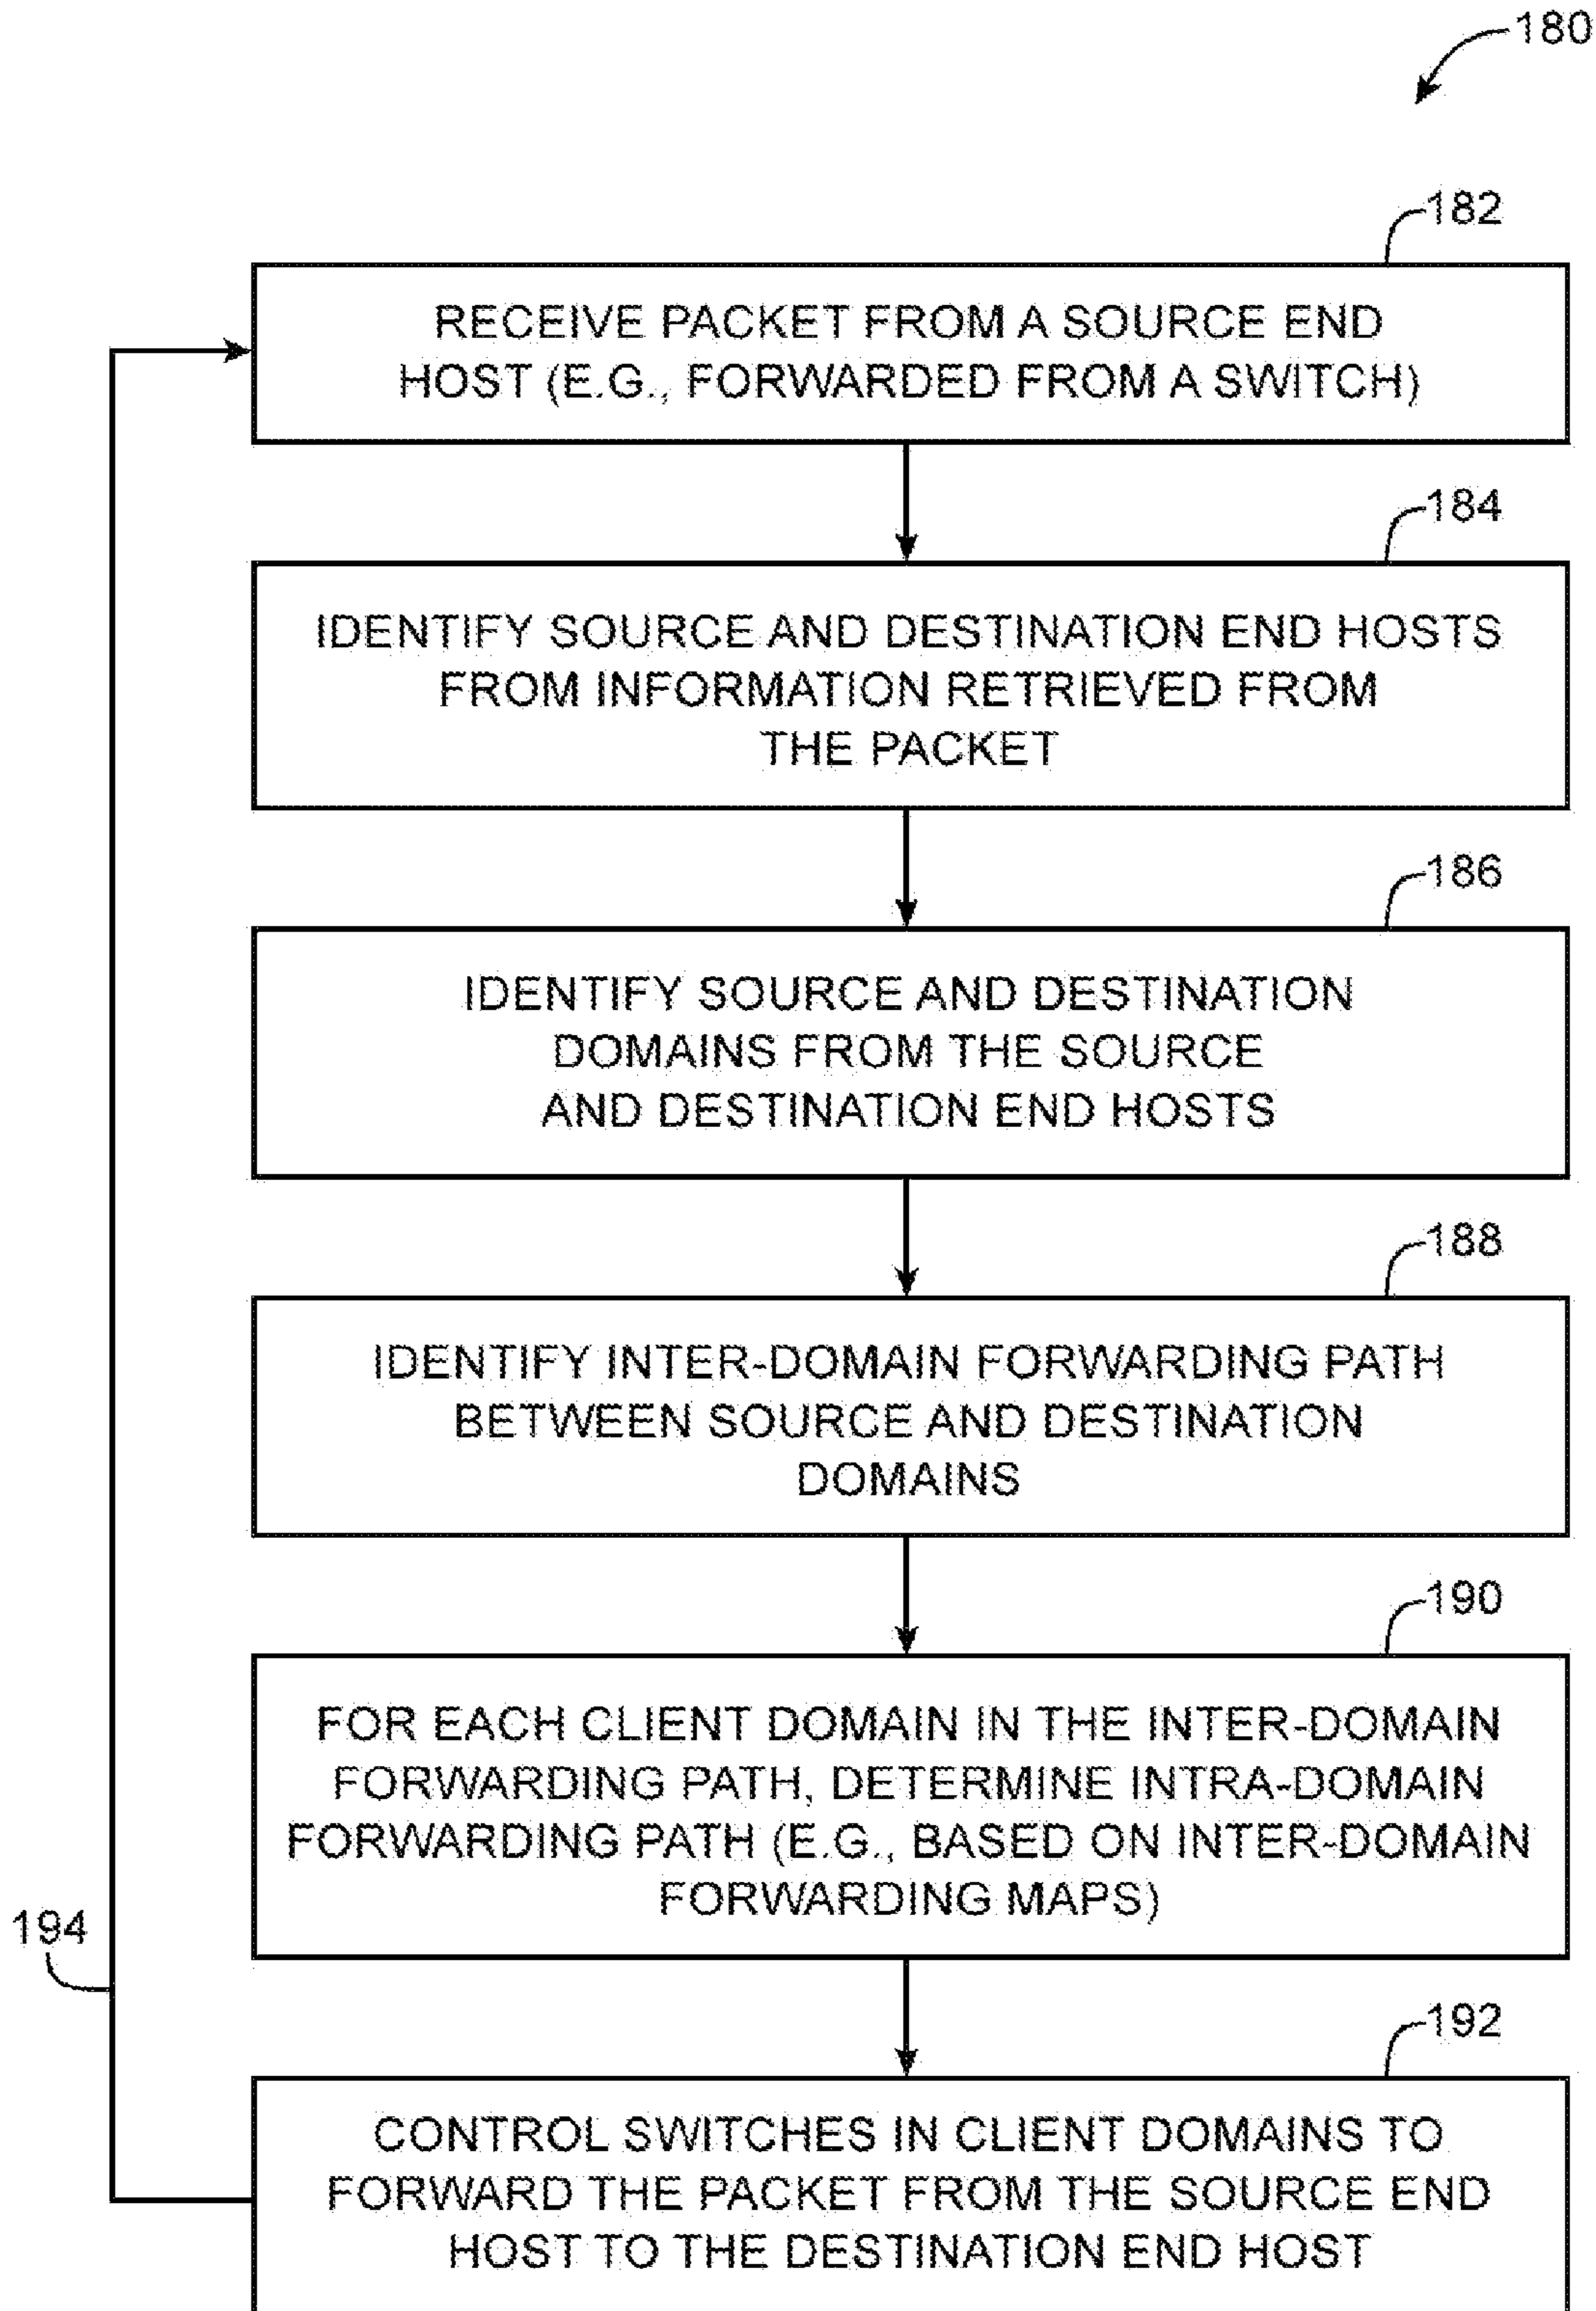 180
182
RECEIVE PACKET FROM A SOURCE END
HOST (E.G., FORWARDED FROM A SWITCH)
184
IDENTIFY SOURCE AND DESTINATION END HOSTS
FROM INFORMATION RETRIEVED FROM
THE PACKET
186
IDENTIFY SOURCE AND DESTINATION
DOMAINS FROM THE SOURCE
AND DESTINATION END HOSTS
188
IDENTIFY INTER-DOMAIN FORWARDING PATH
BETWEEN SOURCE AND DESTINATION
DOMAINS
190
FOR EACH CLIENT DOMAIN IN THE INTER-DOMAIN
FORWARDING PATH, DETERMINE INTRA-DOMAIN
FORWARDING PATH (E.G., BASED ON INTER-DOMAIN
FORWARDING MAPS)
194
192
CONTROL SWITCHES IN CLIENT DOMAINS TO
FORWARD THE PACKET FROM THE SOURCE END
HOST TO THE DESTINATION END HOST